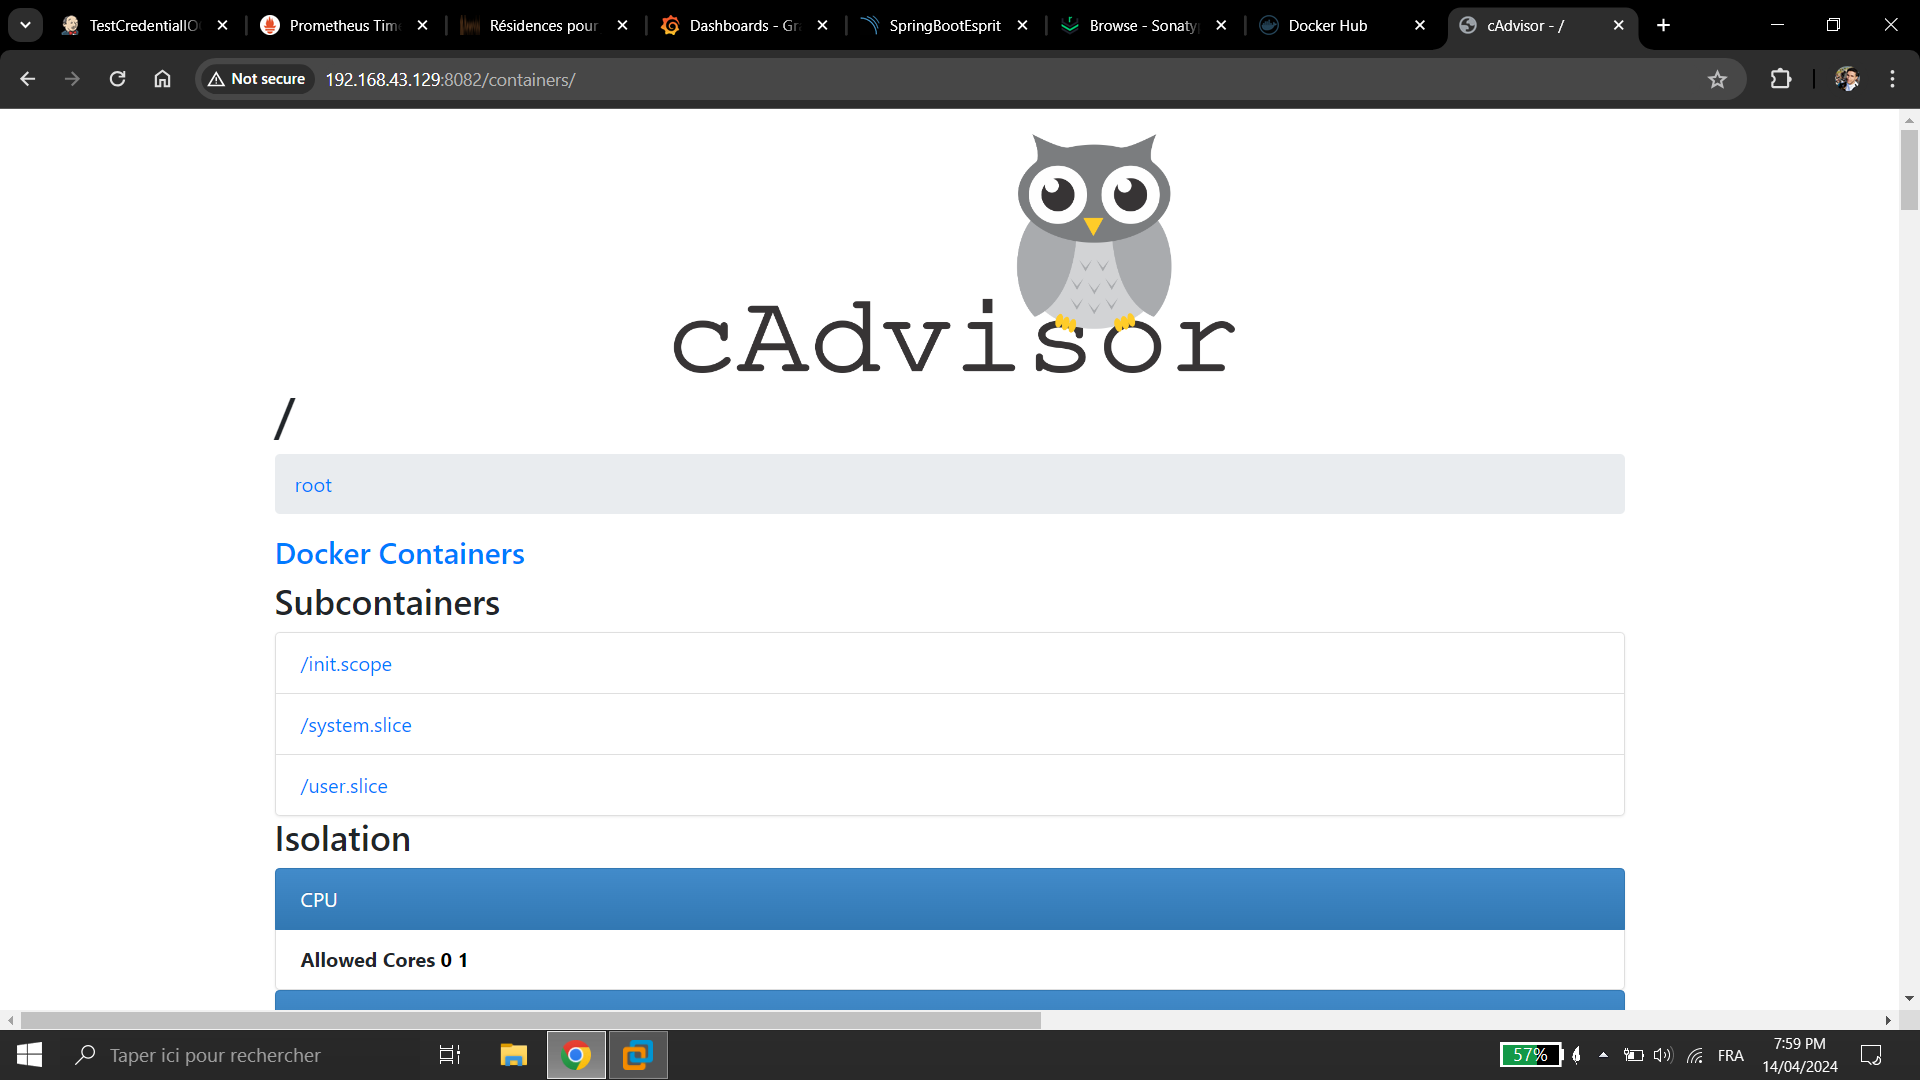 TestCredentialIO
Prometheus Tim
Résidences pour
Dashboards - Gr
SpringBootEsprit
Browse - Sonaty
Docker Hub
cAdvisor - /
Not secure
192.168.43.129:8082/containers/
cAdvisor
/
root
Docker Containers
Subcontainers
/init.scope
/system.slice
/user.slice
Isolation
CPU
Allowed Cores 0 1
Taper ici pour rechercher
57%
FRA
7:59 PM
14/04/2024